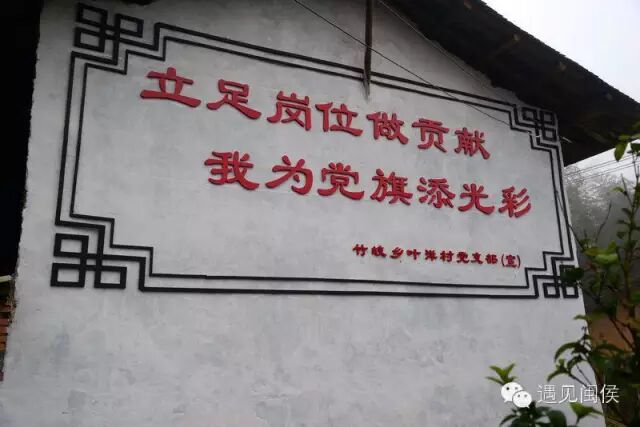 立足岗位做贡献
我为党旗添光彩
竹岐乡叶洋村党支部(宣)
遇见闽侯